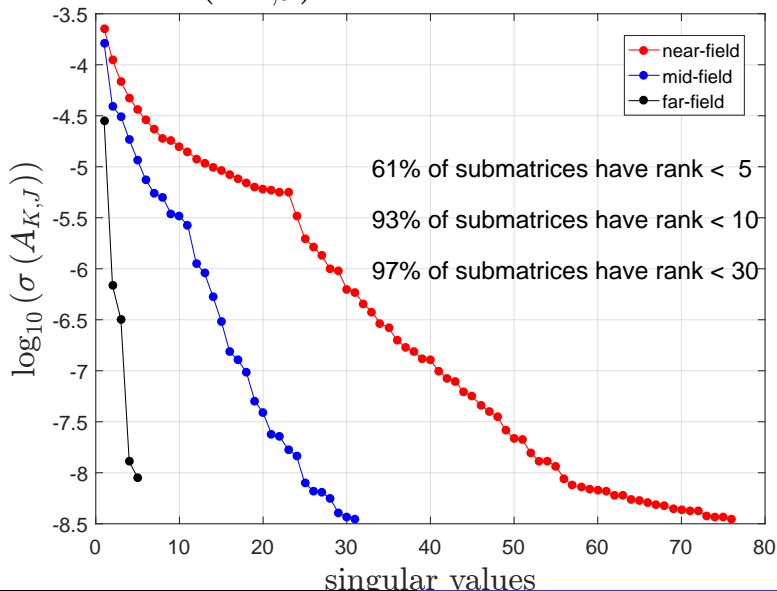 -3.5
-4
-4.5
-5
-5.5
-6
-6.5
-7
-7.5
-8
-8.5
log₁₀ (σ (A_{K,J}))
near-field
mid-field
far-field
61% of submatrices have rank < 5
93% of submatrices have rank < 10
97% of submatrices have rank < 30
0 10 20 30 40 50 60 70 80
singular values